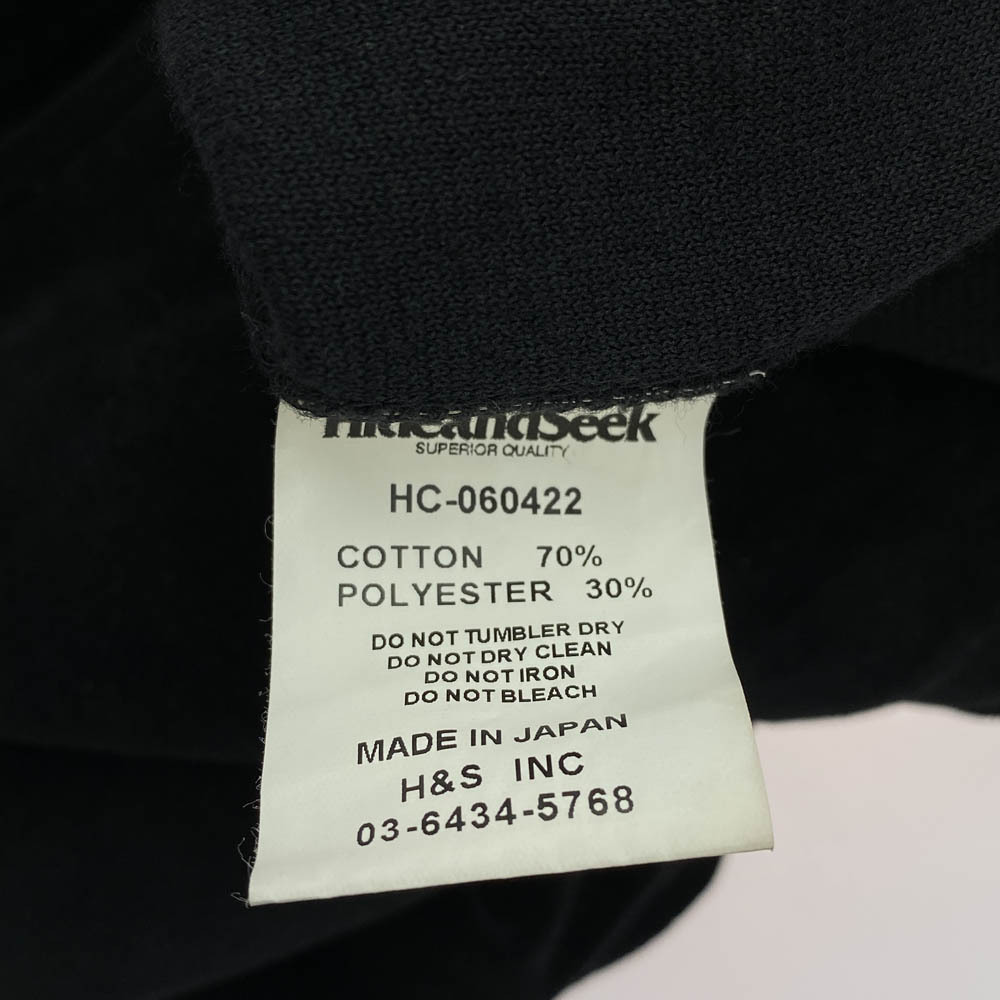 HideandSeek
SUPERIOR QUALITY
HC-060422
COTTON 70%
POLYESTER 30%
DO NOT TUMBLER DRY
DO NOT DRY CLEAN
DO NOT IRON
DO NOT BLEACH
MADE IN JAPAN
H&S INC
03-6434-5768